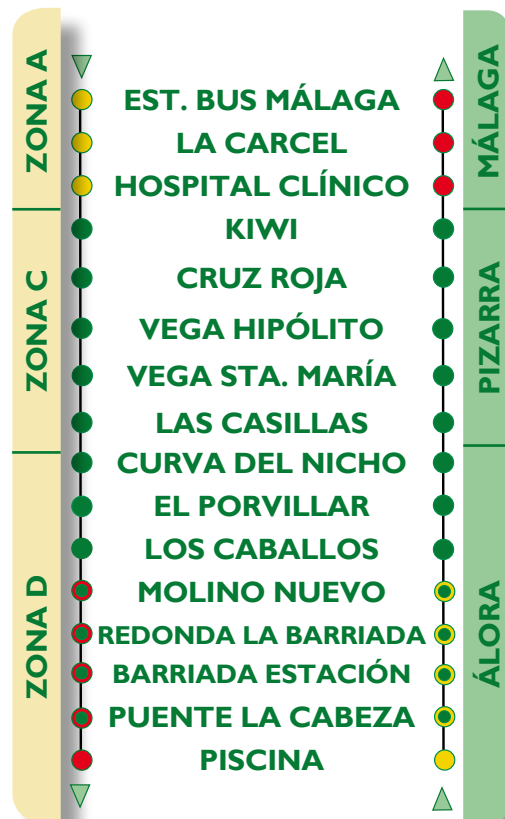 ZONA A
ZONA C
ZONA D
EST. BUS MÁLAGA
LA CARCEL
HOSPITAL CLÍNICO
KIWI
CRUZ ROJA
VEGA HIPÓLITO
VEGA STA. MARÍA
LAS CASILLAS
CURVA DEL NICHO
EL PORVILLAR
LOS CABALLOS
MOLINO NUEVO
REDONDA LA BARRIADA
BARRIADA ESTACIÓN
PUENTE LA CABEZA
PISCINA
MÁLAGA
PIZARRA
ÁLORA